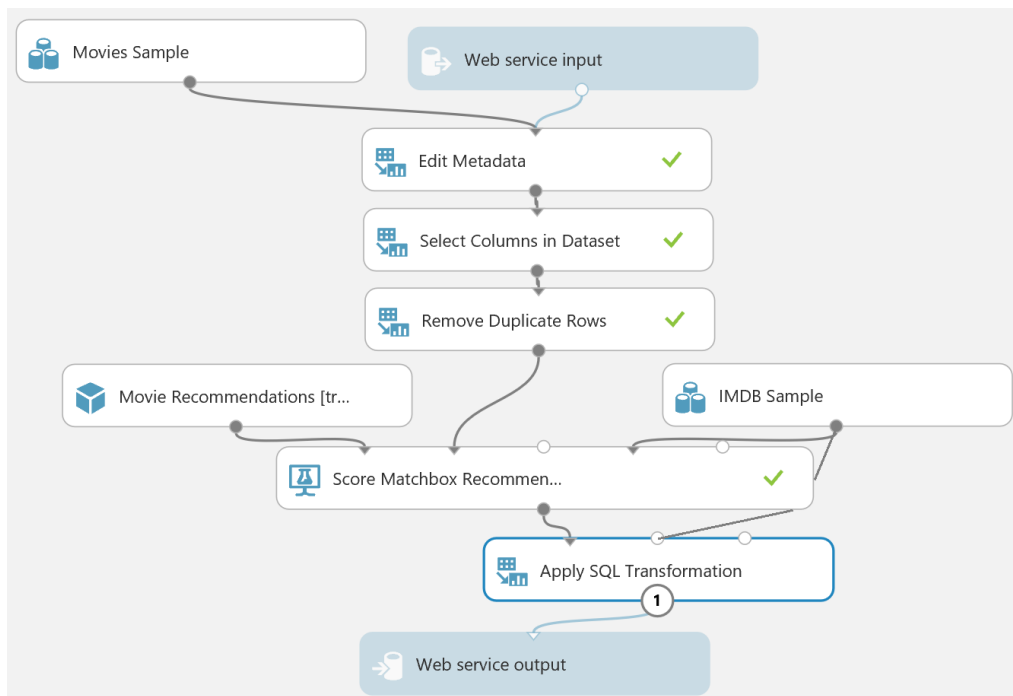 Movies Sample
Web service input
Edit Metadata
Select Columns in Dataset
Remove Duplicate Rows
Movie Recommendations [tr...
IMDB Sample
Score Matchbox Recommen...
Apply SQL Transformation
1
Web service output